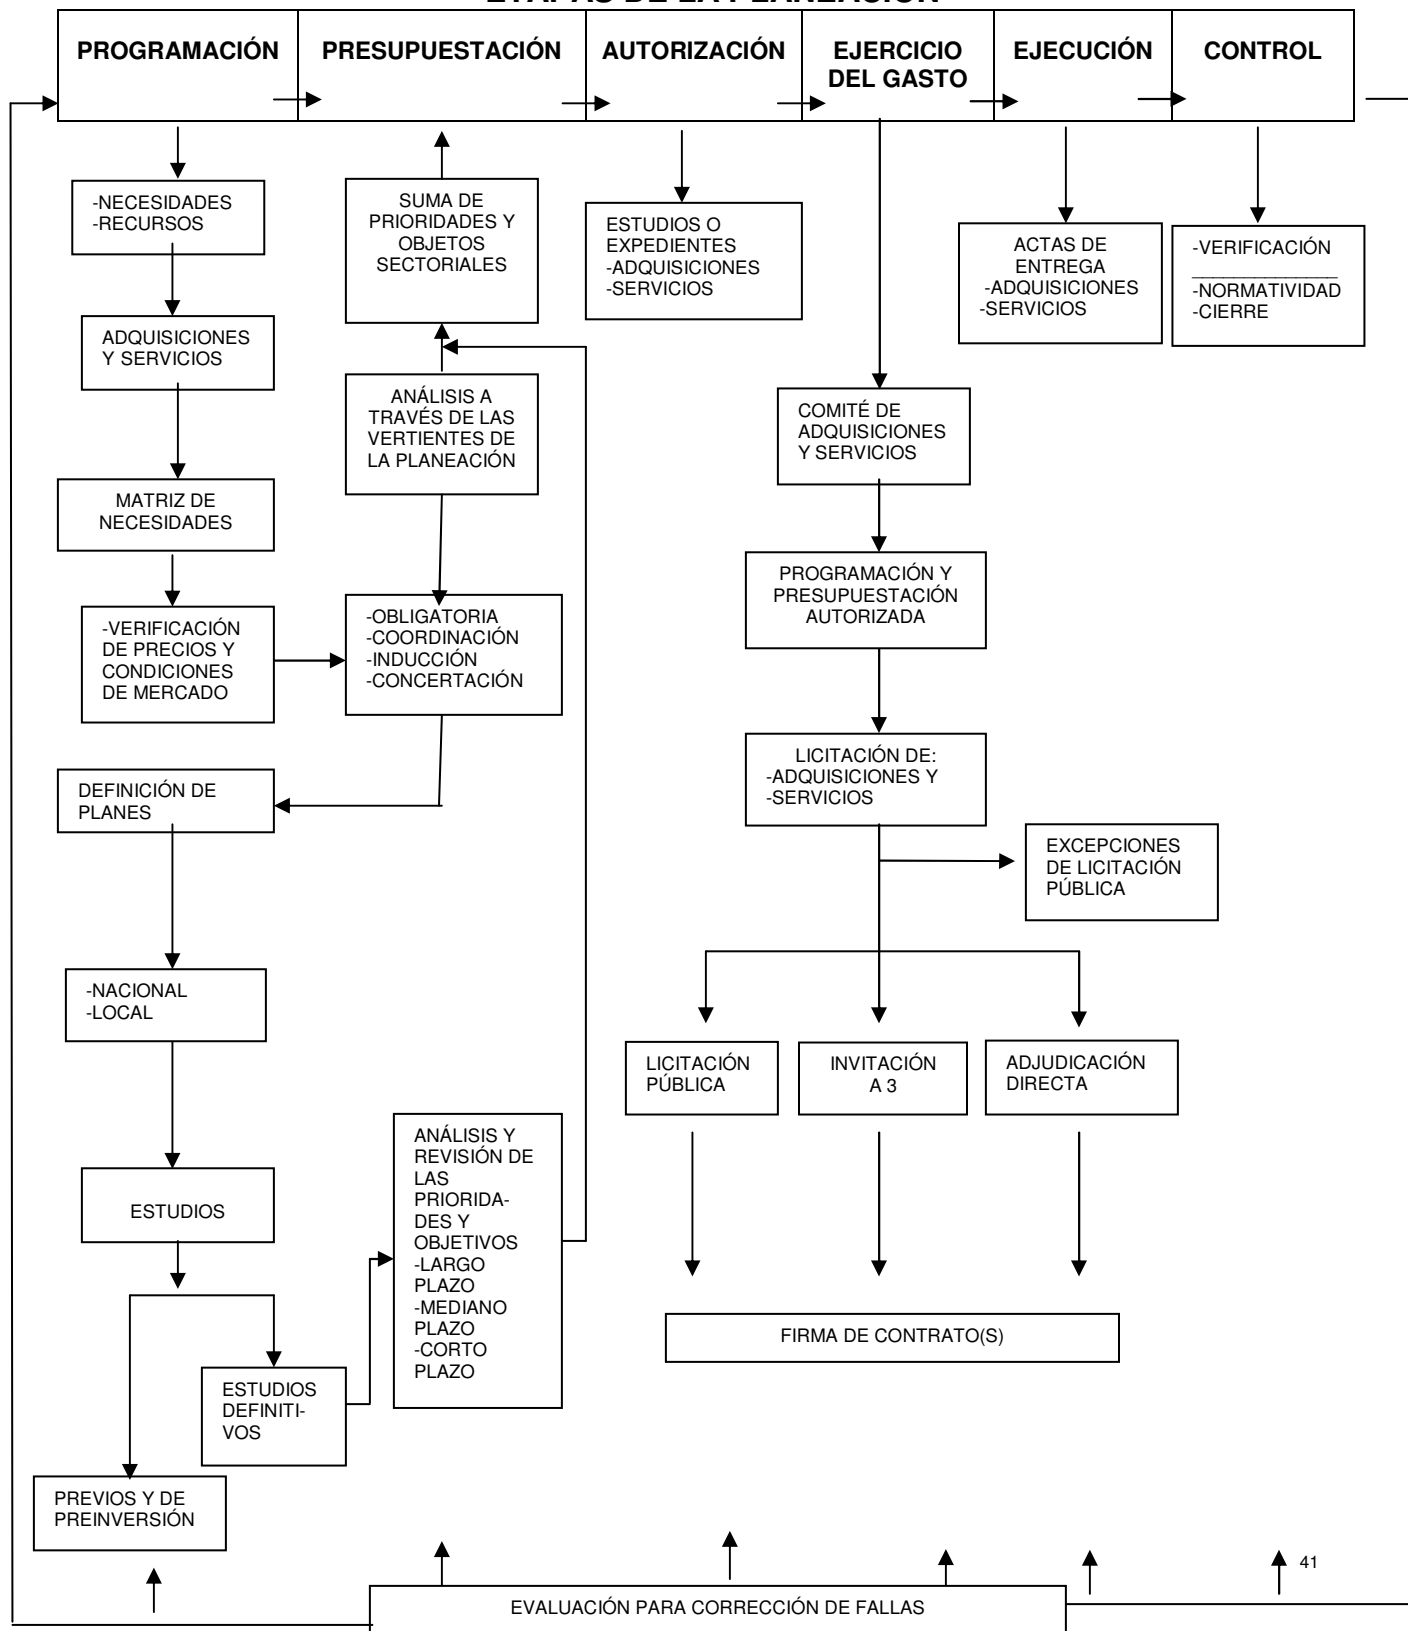 ETAPAS DE LA PLANEACIÓN
PROGRAMACIÓN
PRESUPUESTACIÓN
AUTORIZACIÓN
EJERCICIO
DEL GASTO
EJECUCIÓN
CONTROL
-NECESIDADES
-RECURSOS
ADQUISICIONES
Y SERVICIOS
MATRIZ DE
NECESIDADES
-VERIFICACIÓN
DE PRECIOS Y
CONDICIONES
DE MERCADO
DEFINICIÓN DE
PLANES
-NACIONAL
-LOCAL
ESTUDIOS
ESTUDIOS
DEFINITI-
VOS
PREVIOS Y DE
PREINVERSIÓN
SUMA DE
PRIORIDADES Y
OBJETOS
SECTORIALES
ANÁLISIS A
TRAVÉS DE LAS
VERTIENTES DE
LA PLANEACIÓN
-OBLIGATORIA
-COORDINACIÓN
-INDUCCIÓN
-CONCERTACIÓN
ANÁLISIS Y
REVISIÓN DE
LAS
PRIORIDA-
DES Y
OBJETIVOS
-LARGO
PLAZO
-MEDIANO
PLAZO
-CORTO
PLAZO
ESTUDIOS O
EXPEDIENTES
-ADQUISICIONES
-SERVICIOS
COMITÉ DE
ADQUISICIONES
Y SERVICIOS
PROGRAMACIÓN Y
PRESUPUESTACIÓN
AUTORIZADA
LICITACIÓN DE:
-ADQUISICIONES Y
-SERVICIOS
EXCEPCIONES
DE LICITACIÓN
PÚBLICA
LICITACIÓN
PÚBLICA
INVITACIÓN
A 3
ADJUDICACIÓN
DIRECTA
FIRMA DE CONTRATO(S)
ACTAS DE
ENTREGA
-ADQUISICIONES
-SERVICIOS
-VERIFICACIÓN
-NORMATIVIDAD
-CIERRE
41
EVALUACIÓN PARA CORRECCIÓN DE FALLAS